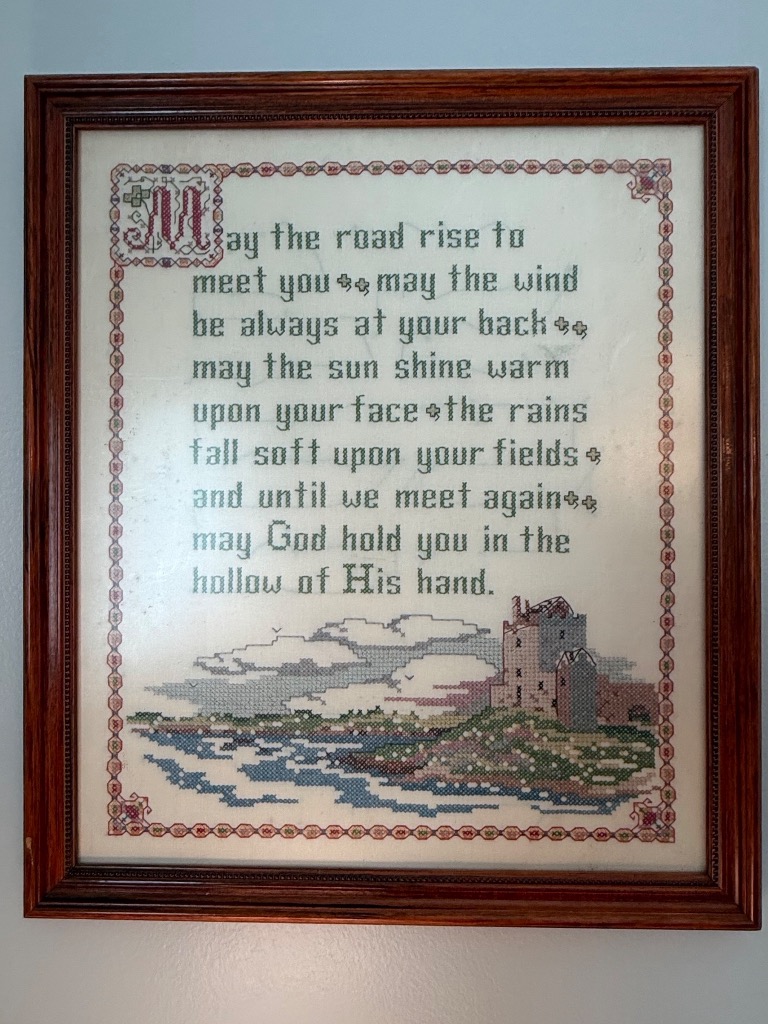 May the road rise to
meet you may the wind
be always at your back
may the sun shine warm
upon your face the rains
fall soft upon your fields
and until we meet again
may God hold you in the
hollow of His hand.